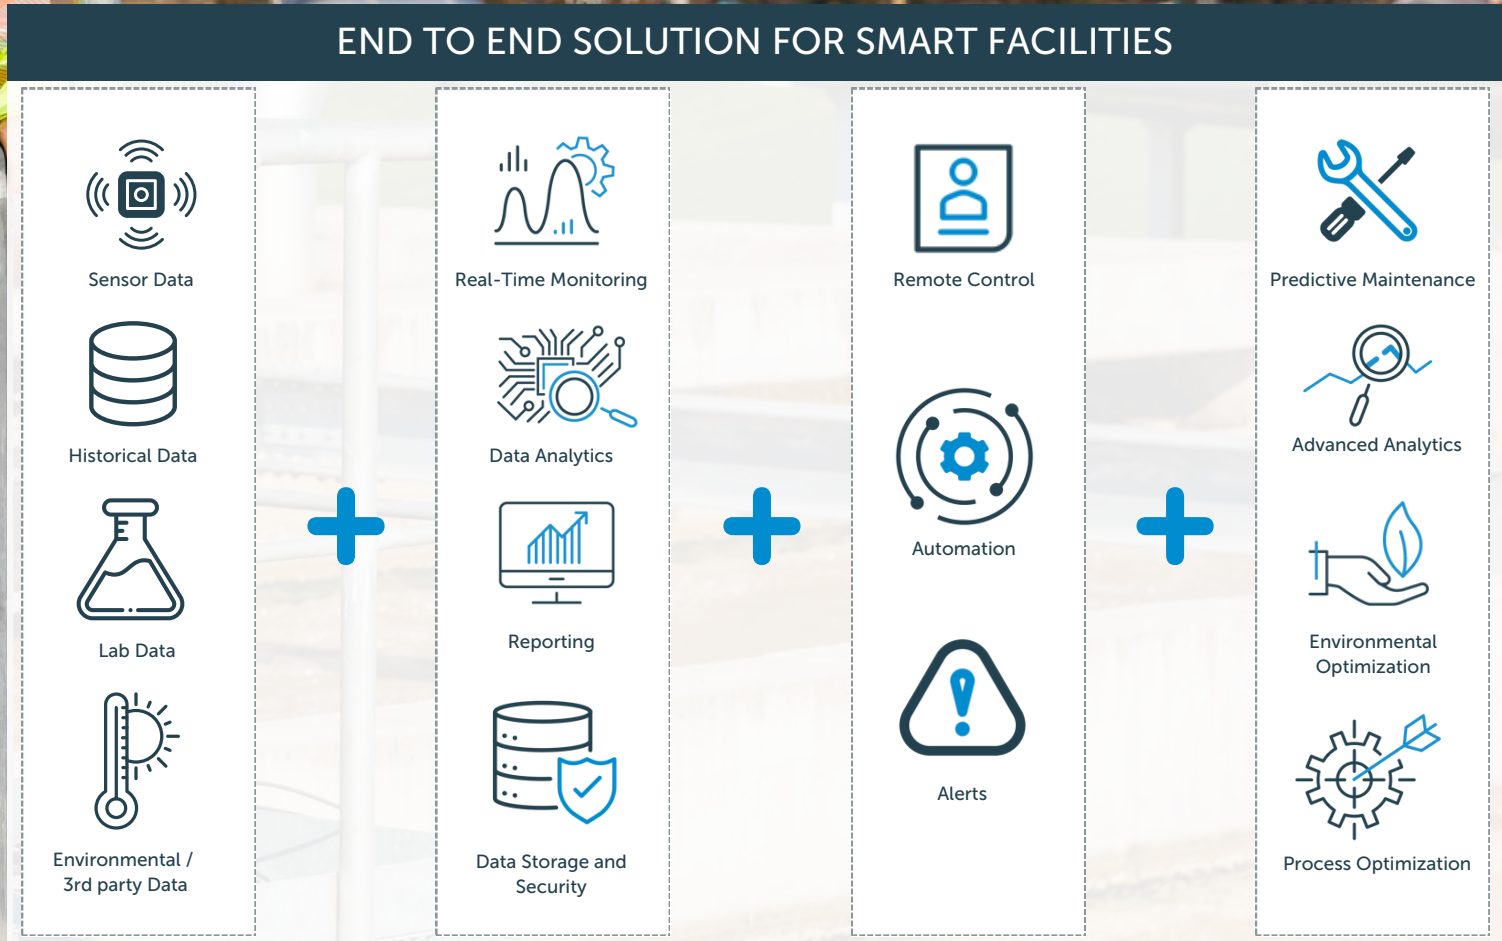 END TO END SOLUTION FOR SMART FACILITIES
Sensor Data
Historical Data
Lab Data
Environmental /
3rd party Data
Real-Time Monitoring
Data Analytics
Reporting
Data Storage and
Security
Remote Control
Automation
Alerts
Predictive Maintenance
Advanced Analytics
Environmental
Optimization
Process Optimization